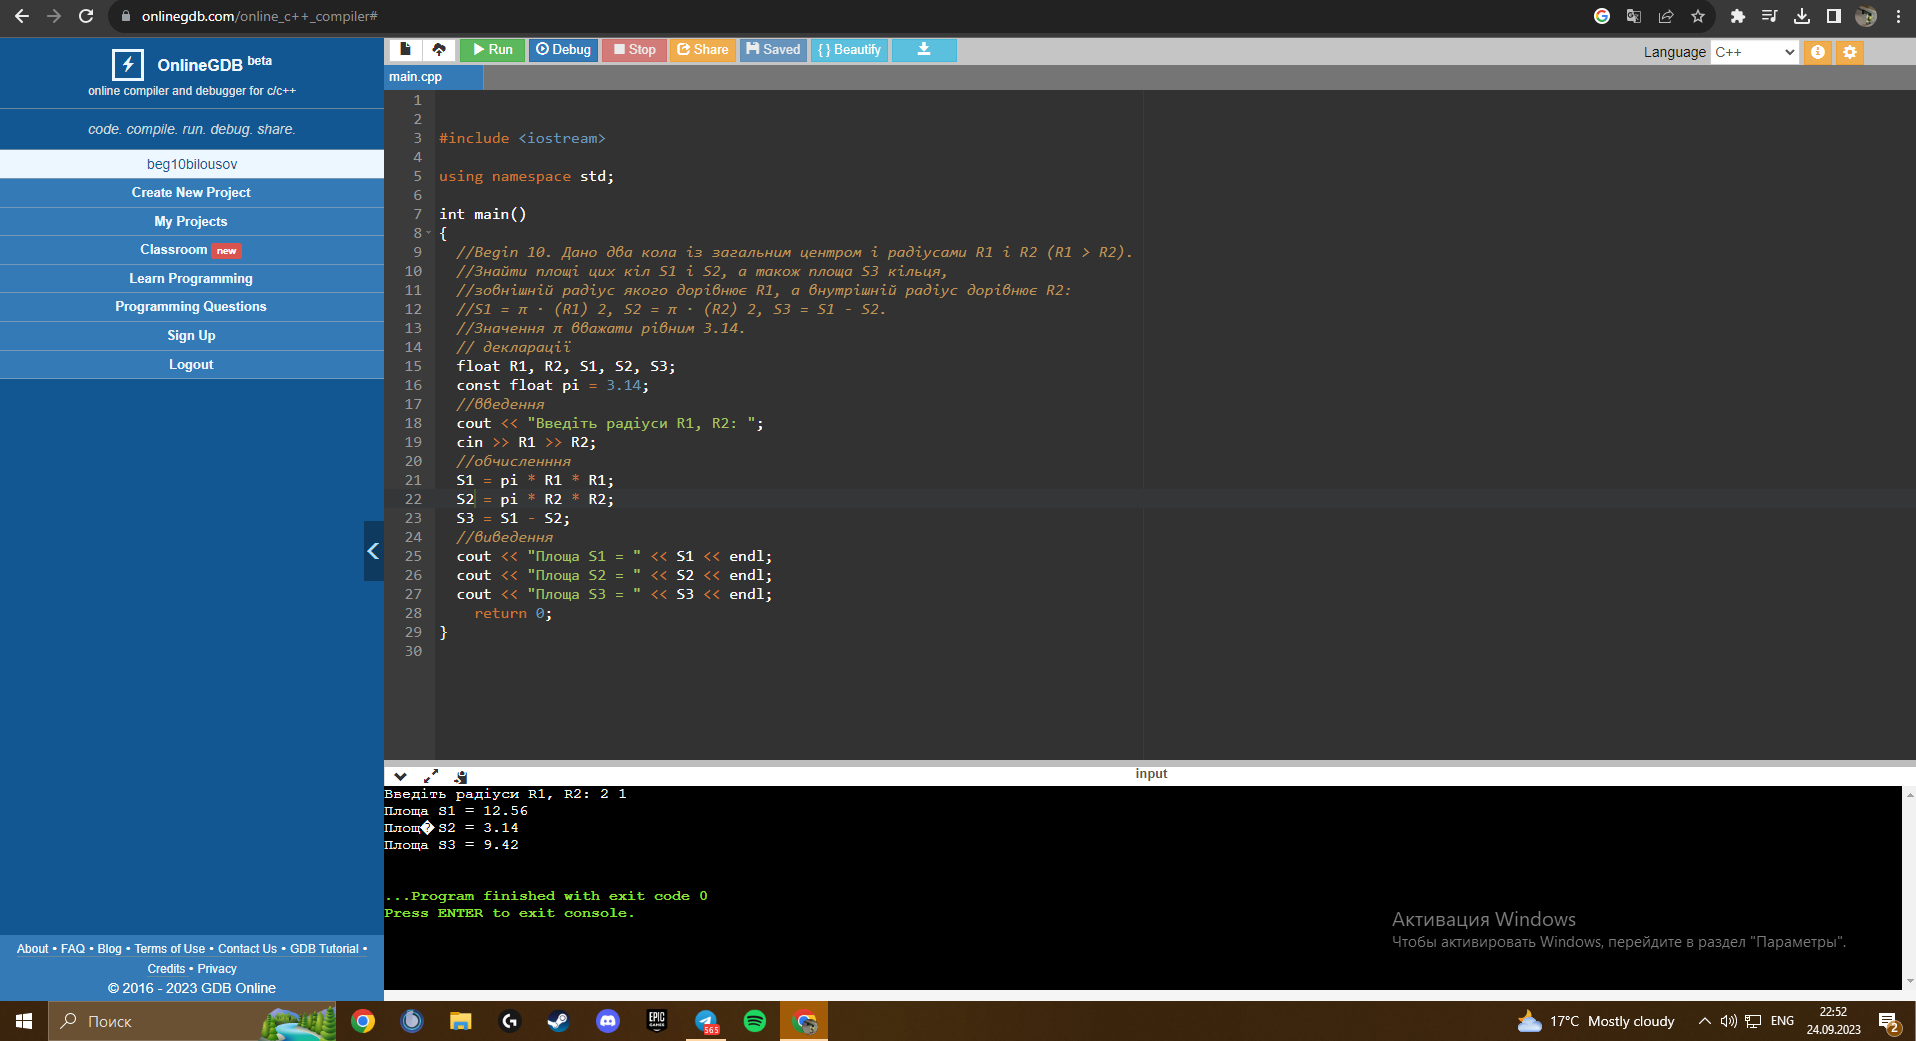 onlinegdb.com/online_c++_compiler#
OnlineGDB beta
online compiler and debugger for c/c++
code. compile. run. debug. share.
beg10bilousov
Create New Project
My Projects
Classroom new
Learn Programming
Programming Questions
Sign Up
Logout
About • FAQ • Blog • Terms of Use • Contact Us • GDB Tutorial •
Credits • Privacy
© 2016 - 2023 GDB Online
Run Debug Stop Share Saved { } Beautify
Language C++
main.cpp
1
2
3 #include <iostream>
4
5 using namespace std;
6
7 int main()
8 {
9 //Begin 10. Дано два кола із загальним центром і радіусами R1 і R2 (R1 > R2).
10 //Знайти площі цих кіл S1 і S2, а також площа S3 кільця,
11 //зовнішній радіус якого дорівнює R1, а внутрішній радіус дорівнює R2:
12 //S1 = π · (R1) 2, S2 = π · (R2) 2, S3 = S1 - S2.
13 //Значення π вважати рівним 3.14.
14 // декларації
15 float R1, R2, S1, S2, S3;
16 const float pi = 3.14;
17 //введення
18 cout << "Введіть радіуси R1, R2: ";
19 cin >> R1 >> R2;
20 //обчисленння
21 S1 = pi * R1 * R1;
22 S2 = pi * R2 * R2;
23 S3 = S1 - S2;
24 //виведення
25 cout << "Площа S1 = " << S1 << endl;
26 cout << "Площа S2 = " << S2 << endl;
27 cout << "Площа S3 = " << S3 << endl;
28 return 0;
29 }
30
input
Введіть радіуси R1, R2: 2 1
Площа S1 = 12.56
Площ� S2 = 3.14
Площа S3 = 9.42
...Program finished with exit code 0
Press ENTER to exit console.
Активация Windows
Чтобы активировать Windows, перейдите в раздел "Параметры".
Поиск
EPIC GAMES
565
17°C Mostly cloudy
ENG
22:52
24.09.2023
2